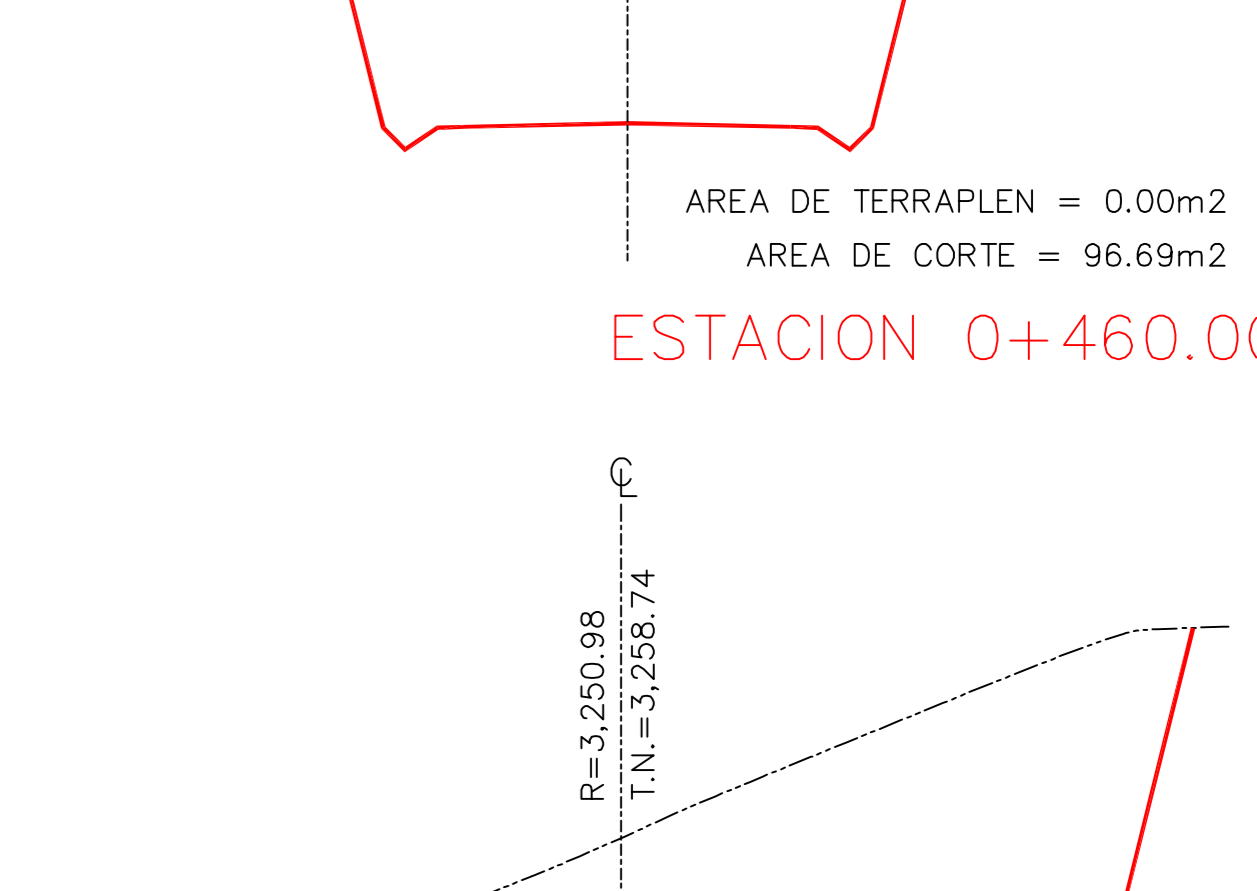 AREA DE TERRAPLEN = 0.00m2
AREA DE CORTE = 96.69m2
ESTACION 0+460.00
℄
R=3,250.98
T.N.=3,258.74